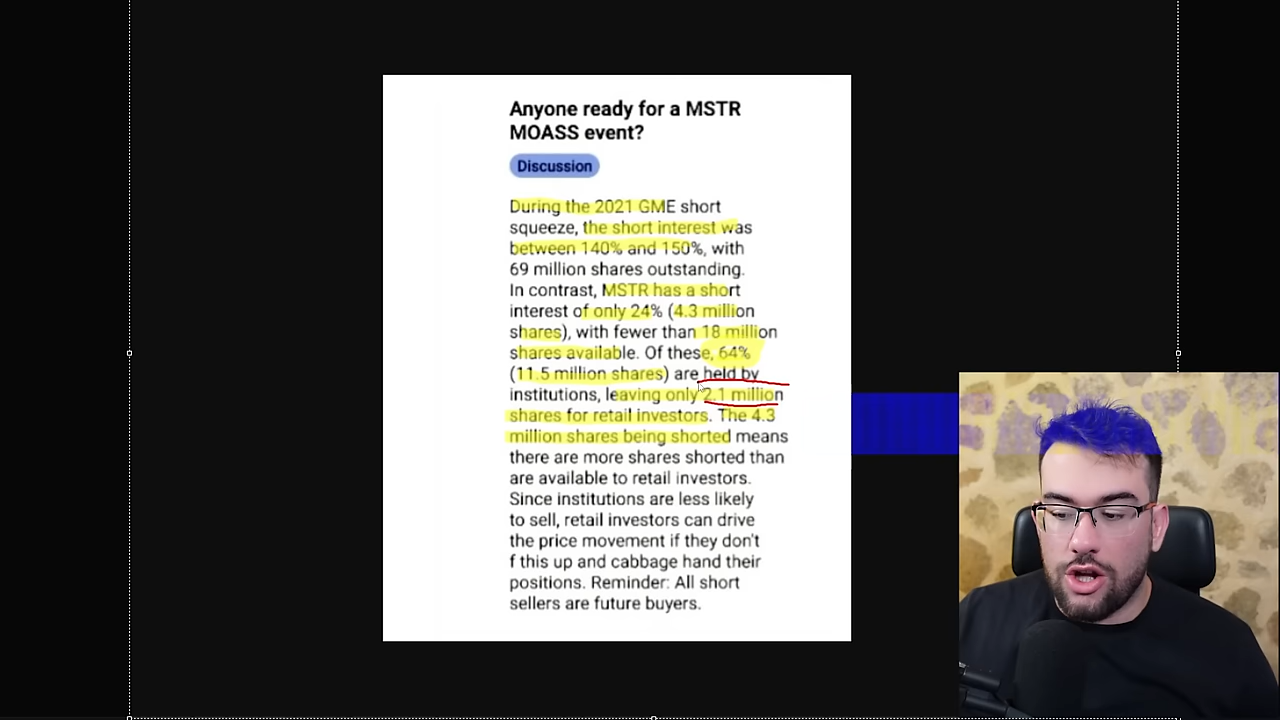 Anyone ready for a MSTR
MOASS event?
Discussion
During the 2021 GME short
squeeze, the short interest was
between 140% and 150%, with
69 million shares outstanding.
In contrast, MSTR has a short
interest of only 24% (4.3 million
shares), with fewer than 18 million
shares available. Of these, 64%
(11.5 million shares) are held by
institutions, leaving only 2.1 million
shares for retail investors. The 4.3
million shares being shorted means
there are more shares shorted than
are available to retail investors.
Since institutions are less likely
to sell, retail investors can drive
the price movement if they don't
f this up and cabbage hand their
positions. Reminder: All short
sellers are future buyers.